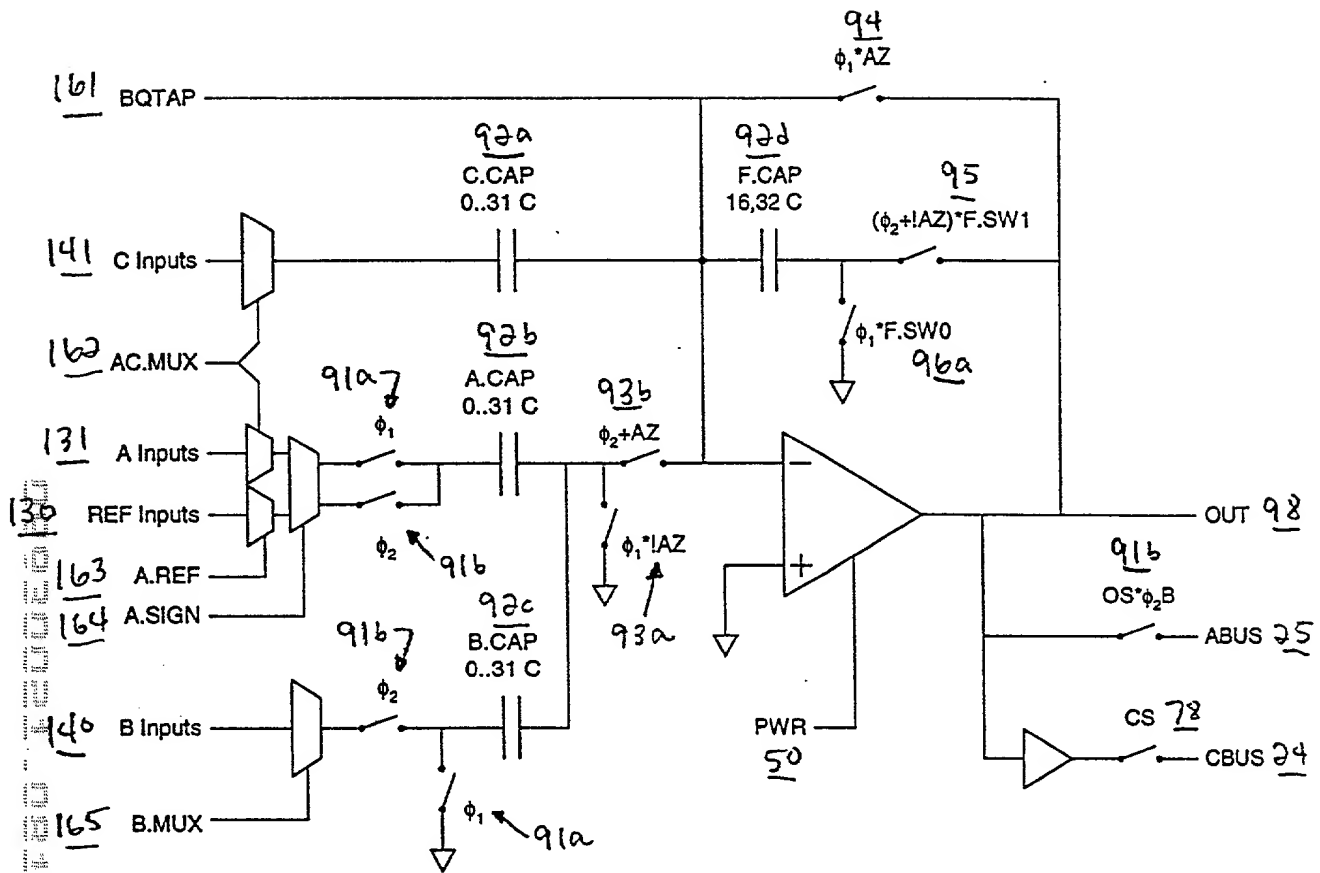 94
φ1*AZ
161 BQTAP
92a
C.CAP
0..31 C
92d
F.CAP
16,32 C
95
(φ2+!AZ)*F.SW1
141 C Inputs
φ1*F.SW0
96a
162 AC.MUX
92b
A.CAP
0..31 C
91a
φ1
93b
φ2+AZ
131 A Inputs
130 REF Inputs
φ2
91b
φ1*!AZ
93a
−
+
OUT 98
163 A.REF
164 A.SIGN
92c
B.CAP
0..31 C
91b
φ2
91b
OS*φ2B
ABUS 25
140 B Inputs
PWR
50
CS 78
CBUS 24
165 B.MUX
φ1
91a